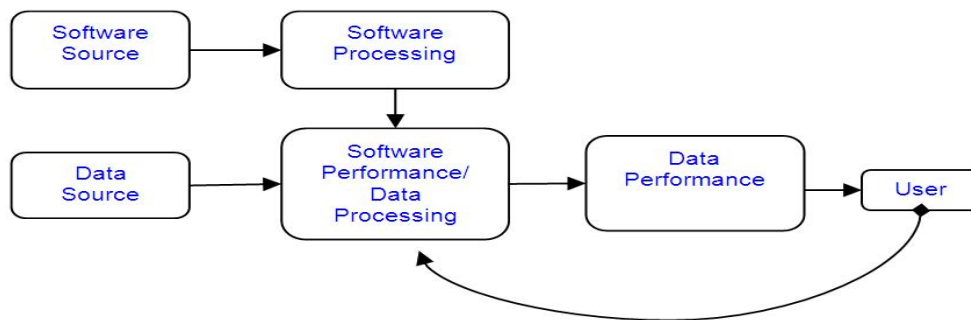 Software
Source
Software
Processing
Data
Source
Software
Performance/
Data
Processing
Data
Performance
User